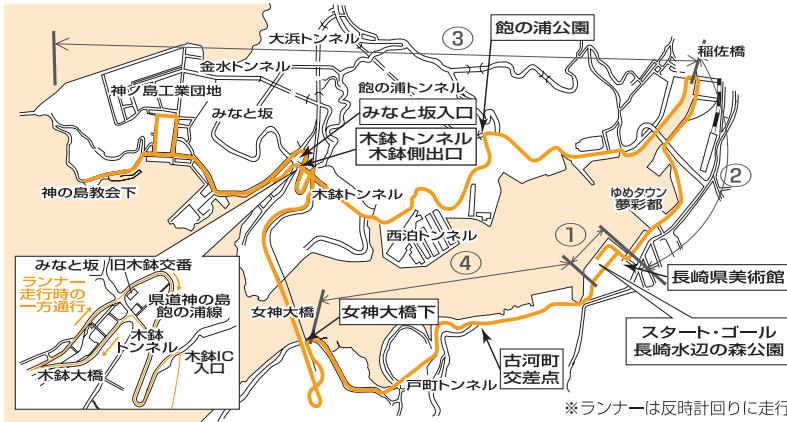 大浜トンネル
③
飽の浦公園
稲佐橋
金水トンネル
神ノ島工業団地
飽の浦トンネル
みなと坂
みなと坂入口
木鉢トンネル
木鉢側出口
神の島教会下
木鉢トンネル
②
ゆめタウン
夢彩都
西泊トンネル
①
④
みなと坂
旧木鉢交番
ランナー
走行時の
一方通行
県道神の島
飽の浦線
木鉢
トンネル
木鉢IC
入口
木鉢大橋
女神大橋
女神大橋下
長崎県美術館
スタート・ゴール
長崎水辺の森公園
古河町
交差点
戸町トンネル
※ランナーは反時計回りに走行